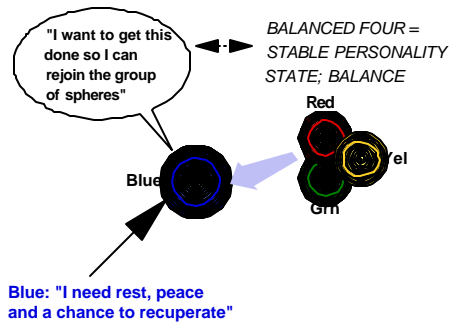 "I want to get this
done so I can
rejoin the group
of spheres"
BALANCED FOUR =
STABLE PERSONALITY
STATE; BALANCE
Red
Yel
Blue
Grn
Blue: "I need rest, peace
and a chance to recuperate"